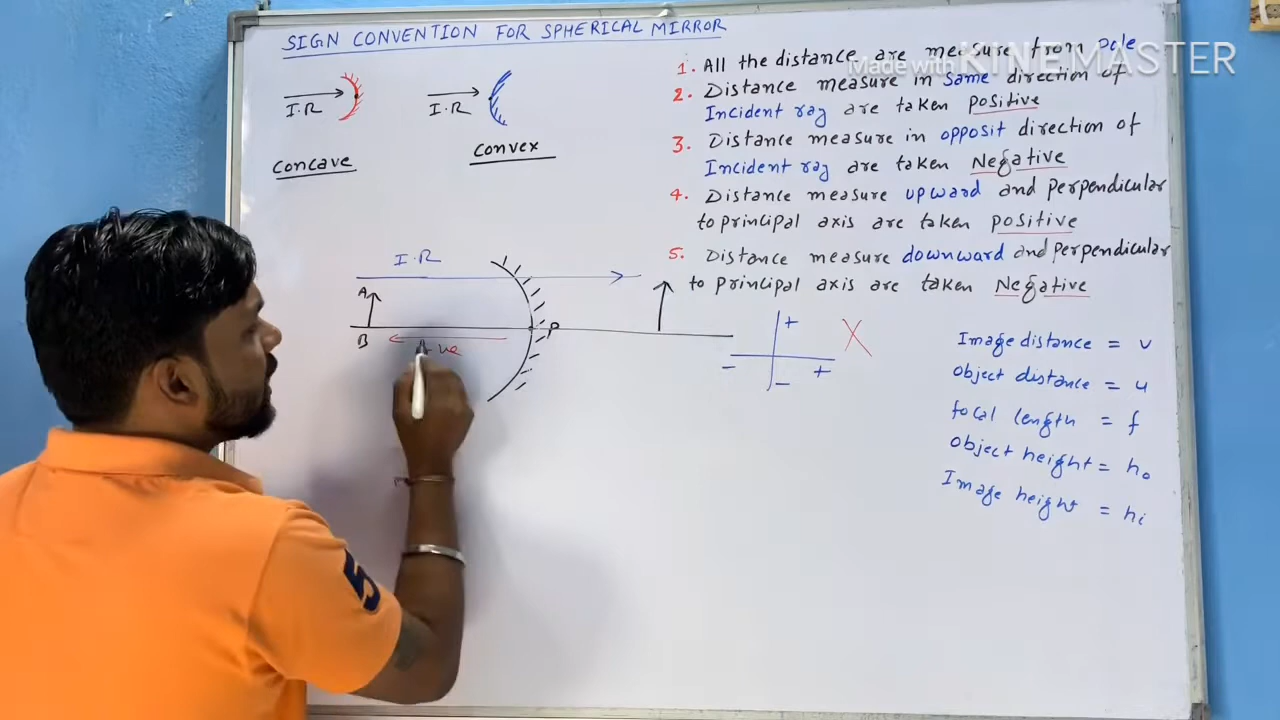 SIGN CONVENTION FOR SPHERICAL MIRROR
Made with KINEMASTER
I.R
I.R
Concave
Convex
1. All the distance are measure from pole
2. Distance measure in same direction of
Incident ray are taken positive
3. Distance measure in opposit direction of
Incident ray are taken Negative
4. Distance measure upward and perpendicular
to principal axis are taken positive
5. Distance measure downward and perpendicular
to principal axis are taken Negative
I.R
A
B
P
ve
+
X
-
+
-
Image distance = v
Object distance = u
focal length = f
Object height = ho
Image height = hi
5